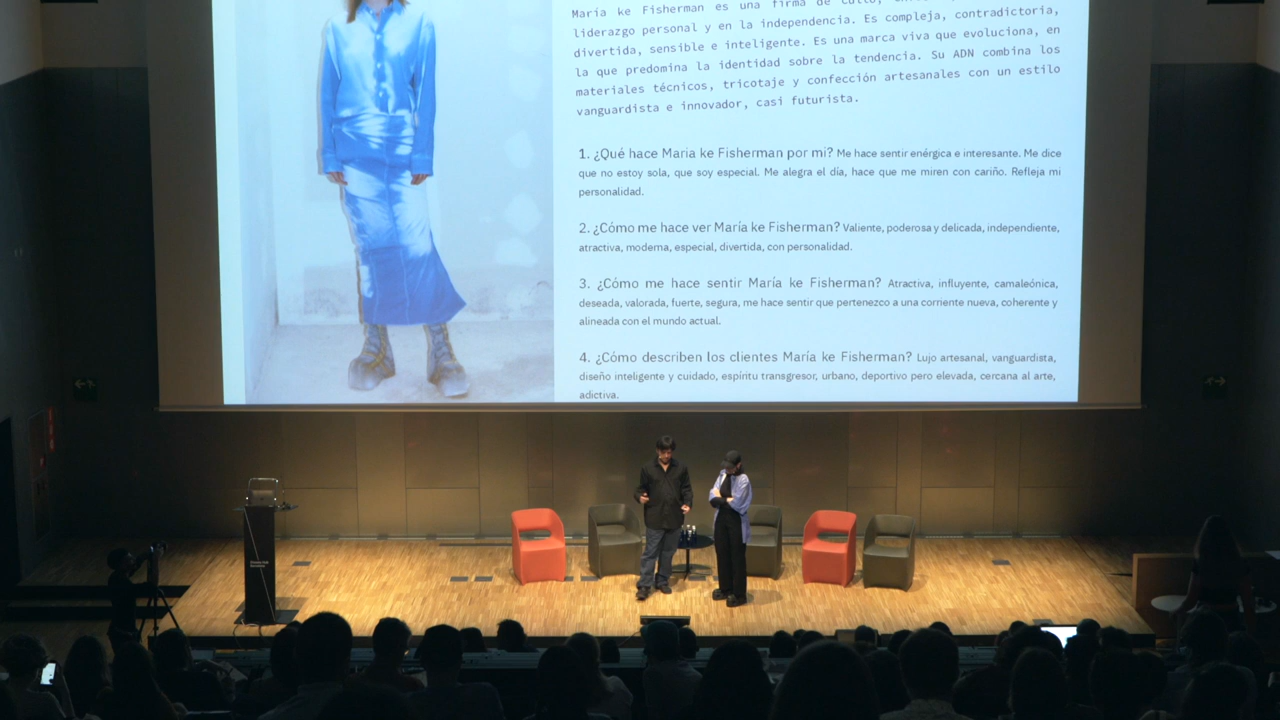 María ke Fisherman es una firma de culto,
liderazgo personal y en la independencia. Es compleja, contradictoria,
divertida, sensible e inteligente. Es una marca viva que evoluciona, en
la que predomina la identidad sobre la tendencia. Su ADN combina los
materiales técnicos, tricotaje y confección artesanales con un estilo
vanguardista e innovador, casi futurista.
1. ¿Qué hace Maria ke Fisherman por mi? Me hace sentir enérgica e interesante. Me dice
que no estoy sola, que soy especial. Me alegra el día, hace que me miren con cariño. Refleja mi
personalidad.
2. ¿Cómo me hace ver María ke Fisherman? Valiente, poderosa y delicada, independiente,
atractiva, moderna, especial, divertida, con personalidad.
3. ¿Cómo me hace sentir María ke Fisherman? Atractiva, influyente, camaleónica,
deseada, valorada, fuerte, segura, me hace sentir que pertenezco a una corriente nueva, coherente y
alineada con el mundo actual.
4. ¿Cómo describen los clientes María ke Fisherman? Lujo artesanal, vanguardista,
diseño inteligente y cuidado, espíritu transgresor, urbano, deportivo pero elevada, cercana al arte,
adictiva.